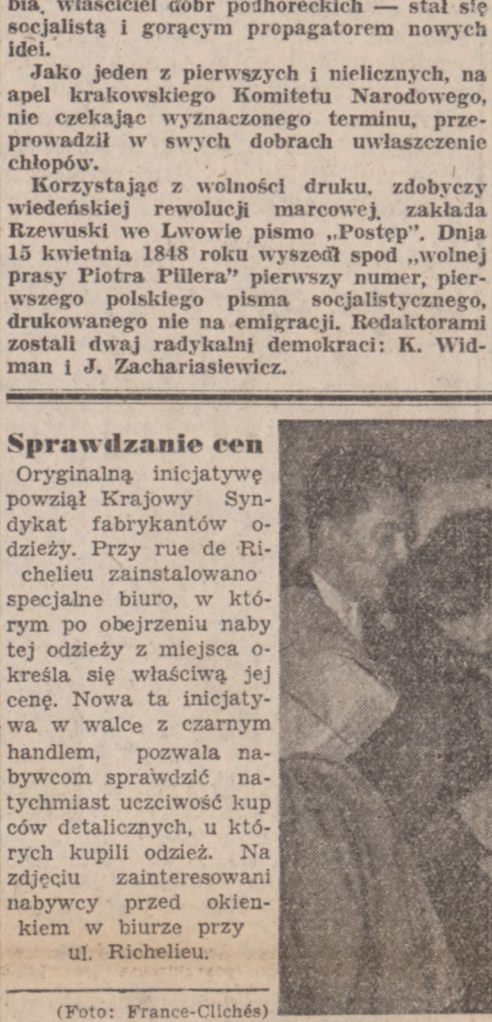 bia, właściciel dóbr podhoreckich — stał się
socjalistą i gorącym propagatorem nowych
idei.
Jako jeden z pierwszych i nielicznych, na
apel krakowskiego Komitetu Narodowego,
nie czekając wyznaczonego terminu, prze-
prowadził w swych dobrach uwłaszczenie
chłopów.
Korzystając z wolności druku, zdobyczy
wiedeńskiej rewolucji marcowej, zakłada
Rzewuski we Lwowie pismo „Postęp”. Dnia
15 kwietnia 1848 roku wyszedł spod „wolnej
prasy Piotra Pillera” pierwszy numer, pier-
wszego polskiego pisma socjalistycznego,
drukowanego nie na emigracji. Redaktorami
zostali dwaj radykalni demokraci: K. Wid-
man i J. Zachariasiewicz.
Sprawdzanie cen
Oryginalną inicjatywę
powziął Krajowy Syn-
dykat fabrykantów o-
dzieży. Przy rue de Ri-
chelieu zainstalowano
specjalne biuro, w któ-
rym po obejrzeniu naby
tej odzieży z miejsca o-
kreśla się właściwą jej
cenę. Nowa ta inicjaty-
wa w walce z czarnym
handlem, pozwala na-
bywcom sprawdzić na-
tychmiast uczciwość kup
ców detalicznych, u któ-
rych kupili odzież. Na
zdjęciu zainteresowani
nabywcy przed okien-
kiem w biurze przy
ul. Richelieu.
(Foto: France-Clichés)